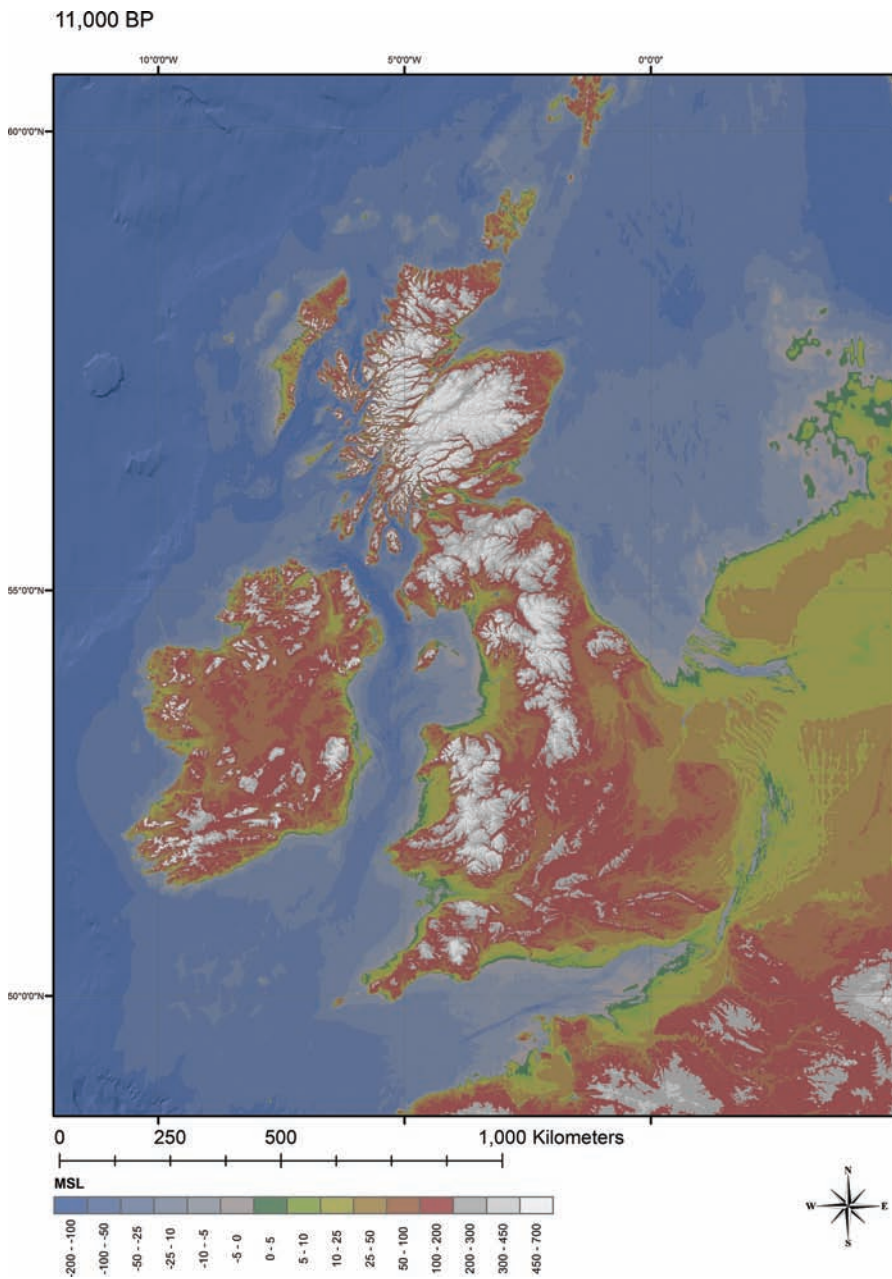 11,000 BP
10°0'0"W 5°0'0"W 0°0'0"
60°0'0"N
55°0'0"N
50°0'0"N
0 250 500 1,000 Kilometers
MSL
-200 - -100
-100 - -50
-50 - -25
-25 - 10
-10 - -5
-5 - 0
0 - 5
5 - 10
10 - 25
25 - 50
50 - 100
100 - 200
200 - 300
300 - 450
450 - 700
N
W E
S